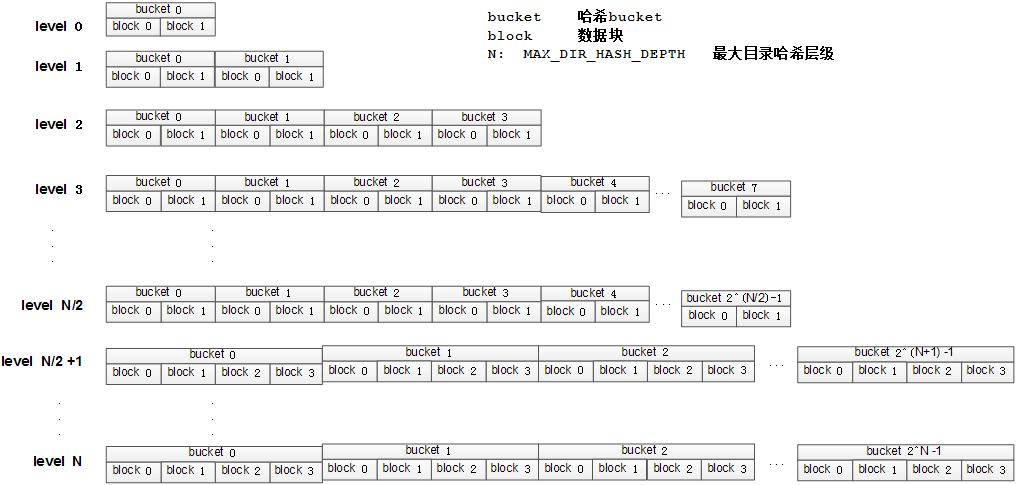 bucket 0
level 0
block 0 block 1
bucket 哈希bucket
block 数据块
N: MAX_DIR_HASH_DEPTH 最大目录哈希层级
bucket 0 bucket 1
level 1
block 0 block 1 block 0 block 1
bucket 0 bucket 1 bucket 2 bucket 3
level 2
block 0 block 1 block 0 block 1 block 0 block 1 block 0 block 1
bucket 0 bucket 1 bucket 2 bucket 3 bucket 4 ... bucket 7
level 3
block 0 block 1 block 0 block 1 block 0 block 1 block 0 block 1 block 0 block 1 block 0 block 1
bucket 0 bucket 1 bucket 2 bucket 3 bucket 4 ... bucket 2^(N/2)-1
level N/2
block 0 block 1 block 0 block 1 block 0 block 1 block 0 block 1 block 0 block 1 block 0 block 1
bucket 0 bucket 1 bucket 2 ... bucket 2^(N+1)-1
level N/2+1
block 0 block 1 block 2 block 3 block 0 block 1 block 2 block 3 block 0 block 1 block 2 block 3 block 0 block 1 block 2 block 3
bucket 0 bucket 1 bucket 2 ... bucket 2^N-1
level N
block 0 block 1 block 2 block 3 block 0 block 1 block 2 block 3 block 0 block 1 block 2 block 3 block 0 block 1 block 2 block 3